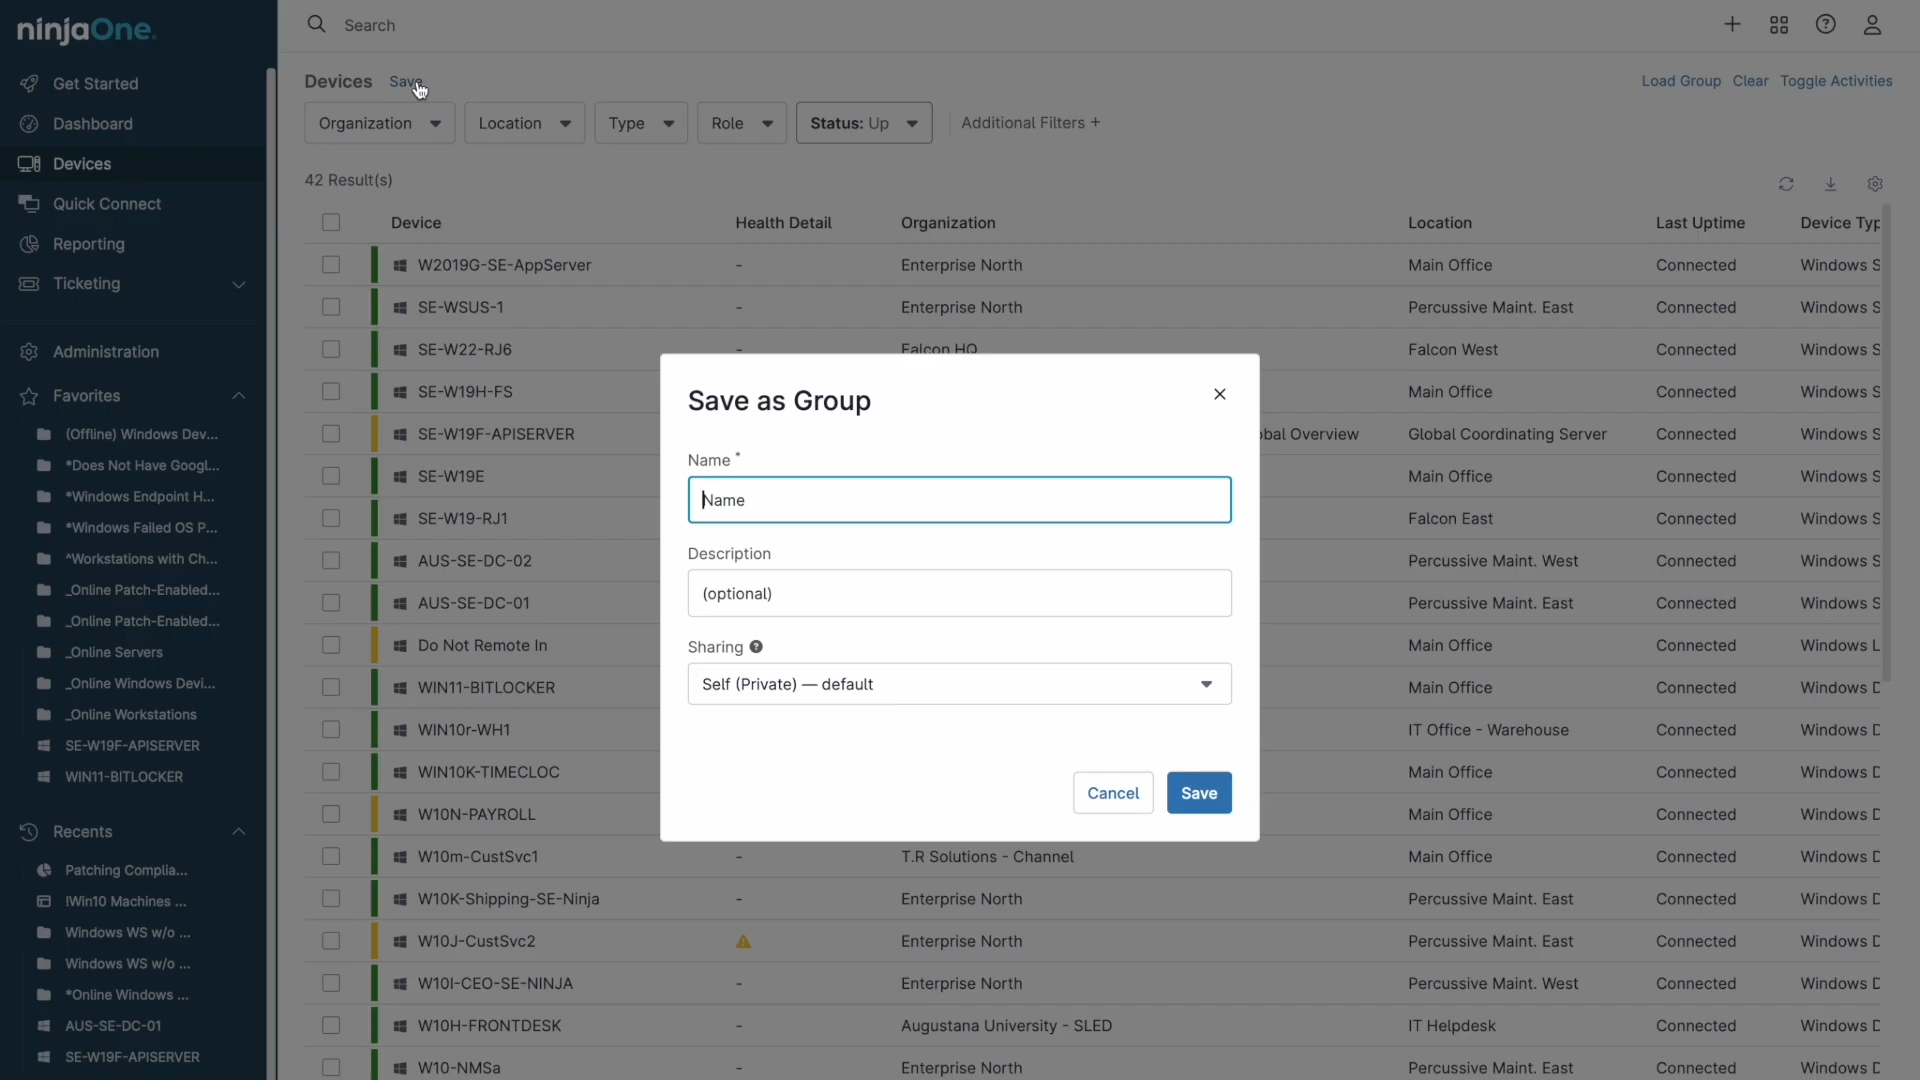 ninjaOne.
Search
Get Started
Dashboard
Devices
Quick Connect
Reporting
Ticketing
Administration
Favorites
(Offline) Windows Dev...
*Does Not Have Googl...
*Windows Endpoint H...
*Windows Failed OS P...
^Workstations with Ch...
_Online Patch-Enabled...
_Online Patch-Enabled...
_Online Servers
_Online Windows Devi...
_Online Workstations
SE-W19F-APISERVER
WIN11-BITLOCKER
Recents
Patching Complia...
!Win10 Machines ...
Windows WS w/o ...
Windows WS w/o ...
*Online Windows ...
AUS-SE-DC-01
SE-W19F-APISERVER
Devices Save Load Group Clear Toggle Activities
Organization Location Type Role Status: Up Additional Filters +
42 Result(s)
Device Health Detail Organization Location Last Uptime Device Typ
W2019G-SE-AppServer - Enterprise North Main Office Connected Windows S
SE-WSUS-1 - Enterprise North Percussive Maint. East Connected Windows S
SE-W22-RJ6 - Falcon HQ Falcon West Connected Windows S
SE-W19H-FS Main Office Connected Windows S
SE-W19F-APISERVER bal Overview Global Coordinating Server Connected Windows S
SE-W19E Main Office Connected Windows S
SE-W19-RJ1 Falcon East Connected Windows S
AUS-SE-DC-02 Percussive Maint. West Connected Windows S
AUS-SE-DC-01 Percussive Maint. East Connected Windows S
Do Not Remote In Main Office Connected Windows L
WIN11-BITLOCKER Main Office Connected Windows D
WIN10r-WH1 IT Office - Warehouse Connected Windows D
WIN10K-TIMECLOC Main Office Connected Windows D
W10N-PAYROLL Main Office Connected Windows D
W10m-CustSvc1 - T.R Solutions - Channel Main Office Connected Windows D
W10K-Shipping-SE-Ninja - Enterprise North Percussive Maint. East Connected Windows D
W10J-CustSvc2 Enterprise North Percussive Maint. East Connected Windows D
W10I-CEO-SE-NINJA - Enterprise North Percussive Maint. West Connected Windows D
W10H-FRONTDESK - Augustana University - SLED IT Helpdesk Connected Windows D
W10-NMSa - Enterprise North Percussive Maint. East Connected Windows D
Save as Group
Name *
Name
Description
(optional)
Sharing
Self (Private) — default
Cancel Save